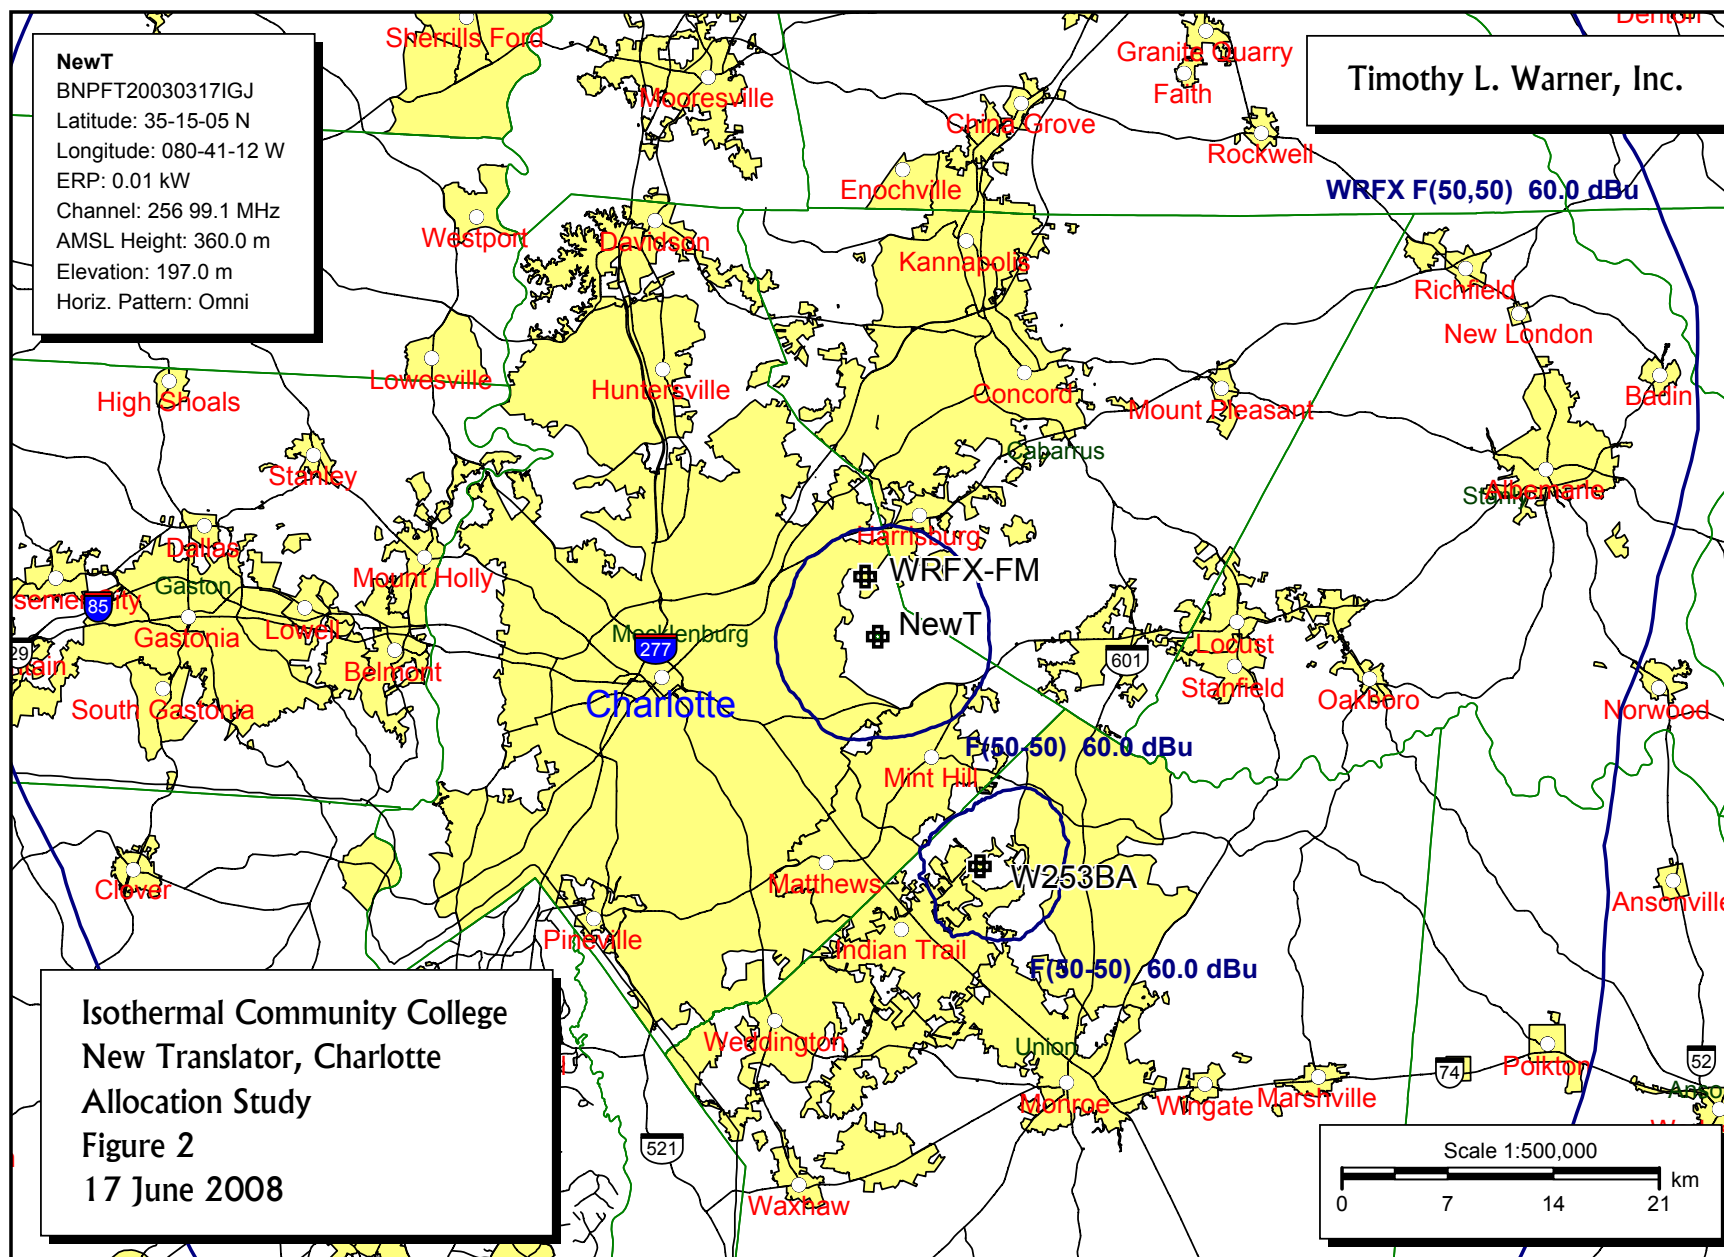 NewT
BNPFT20030317IGJ
Latitude: 35-15-05 N
Longitude: 080-41-12 W
ERP: 0.01 kW
Channel: 256 99.1 MHz
AMSL Height: 360.0 m
Elevation: 197.0 m
Horiz. Pattern: Omni
Timothy L. Warner, Inc.
Denton
Sherrills Ford
Mooresville
Granite Quarry
Faith
China Grove
Rockwell
Enochville
WRFX F(50,50) 60.0 dBu
Westport
Davidson
Kannapolis
Richfield
New London
High Shoals
Lowesville
Huntersville
Concord
Mount Pleasant
Badin
Cabarrus
Stanley
Albemarle
Harrisburg
Dallas
Mount Holly
WRFX-FM
Gaston
85
Lowell
NewT
Gastonia
Mecklenburg
277
Locust
29
Belmont
601
Stanfield
Oakboro
South Gastonia
Charlotte
Norwood
F(50-50) 60.0 dBu
Mint Hill
Clover
Matthews
W253BA
Ansonville
Pineville
Indian Trail
F(50-50) 60.0 dBu
Weddington
Union
Polkton
52
74
Monroe
Wingate
Marshville
521
Waxhaw
Isothermal Community College
New Translator, Charlotte
Allocation Study
Figure 2
17 June 2008
Scale 1:500,000
km
0 7 14 21